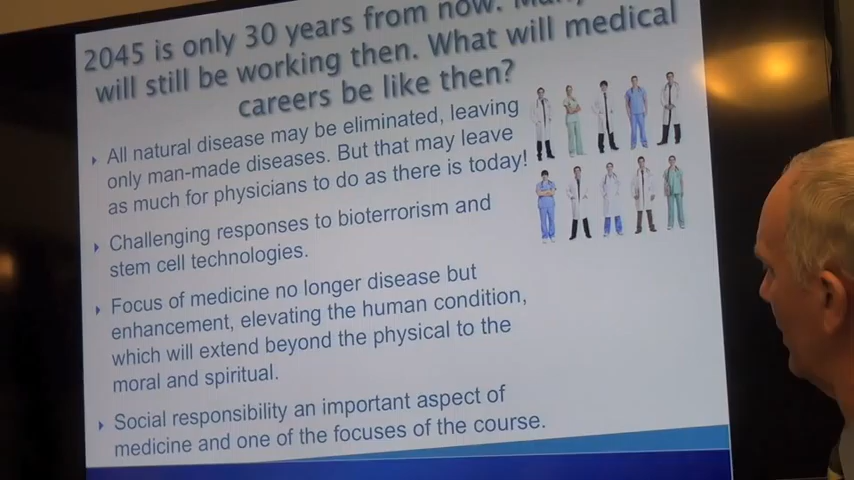 2045 is only 30 years from now. Many
will still be working then. What will medical
careers be like then?
All natural disease may be eliminated, leaving
only man-made diseases. But that may leave
as much for physicians to do as there is today!
Challenging responses to bioterrorism and
stem cell technologies.
Focus of medicine no longer disease but
enhancement, elevating the human condition,
which will extend beyond the physical to the
moral and spiritual.
Social responsibility an important aspect of
medicine and one of the focuses of the course.